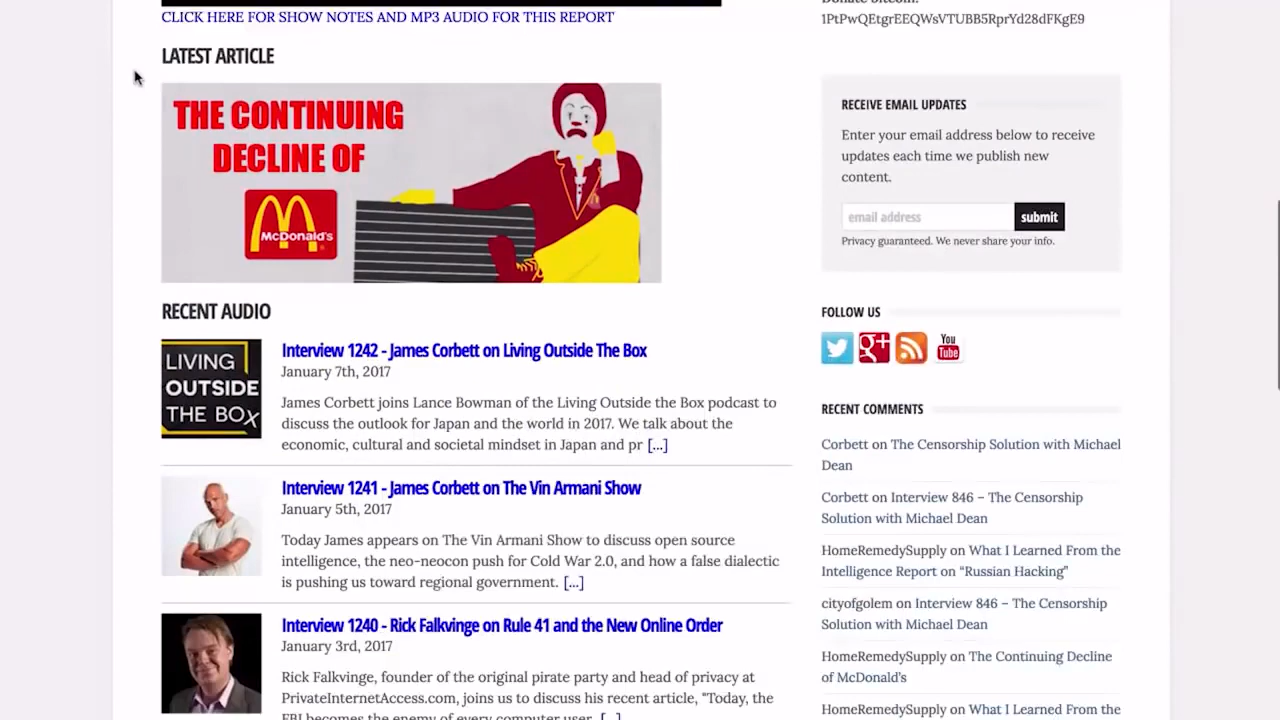 CLICK HERE FOR SHOW NOTES AND MP3 AUDIO FOR THIS REPORT
LATEST ARTICLE
THE CONTINUING
DECLINE OF
McDonald's
RECENT AUDIO
LIVING
OUTSIDE
THE BOX
Interview 1242 - James Corbett on Living Outside The Box
January 7th, 2017
James Corbett joins Lance Bowman of the Living Outside the Box podcast to
discuss the outlook for Japan and the world in 2017. We talk about the
economic, cultural and societal mindset in Japan and pr [...]
Interview 1241 - James Corbett on The Vin Armani Show
January 5th, 2017
Today James appears on The Vin Armani Show to discuss open source
intelligence, the neo-neocon push for Cold War 2.0, and how a false dialectic
is pushing us toward regional government. [...]
Interview 1240 - Rick Falkvinge on Rule 41 and the New Online Order
January 3rd, 2017
Rick Falkvinge, founder of the original pirate party and head of privacy at
PrivateInternetAccess.com, joins us to discuss his recent article, "Today, the
FBI becomes the enemy of every computer user. [...]
Donate Bitcoin:
1PtPwQEtgrEEQWsVTUBB5RprYd28dFKgE9
RECEIVE EMAIL UPDATES
Enter your email address below to receive
updates each time we publish new
content.
email address
submit
Privacy guaranteed. We never share your info.
FOLLOW US
g+
You
Tube
RECENT COMMENTS
Corbett on The Censorship Solution with Michael
Dean
Corbett on Interview 846 – The Censorship
Solution with Michael Dean
HomeRemedySupply on What I Learned From the
Intelligence Report on “Russian Hacking”
cityofgolem on Interview 846 – The Censorship
Solution with Michael Dean
HomeRemedySupply on The Continuing Decline
of McDonald’s
HomeRemedySupply on What I Learned From the